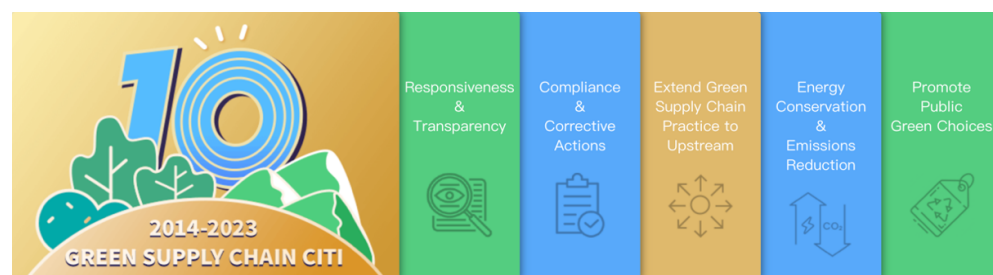 10
2014-2023
GREEN SUPPLY CHAIN CITI
Responsiveness
&
Transparency
Compliance
&
Corrective
Actions
Extend Green
Supply Chain
Practice to
Upstream
Energy
Conservation
&
Emissions
Reduction
CO₂
Promote
Public
Green Choices